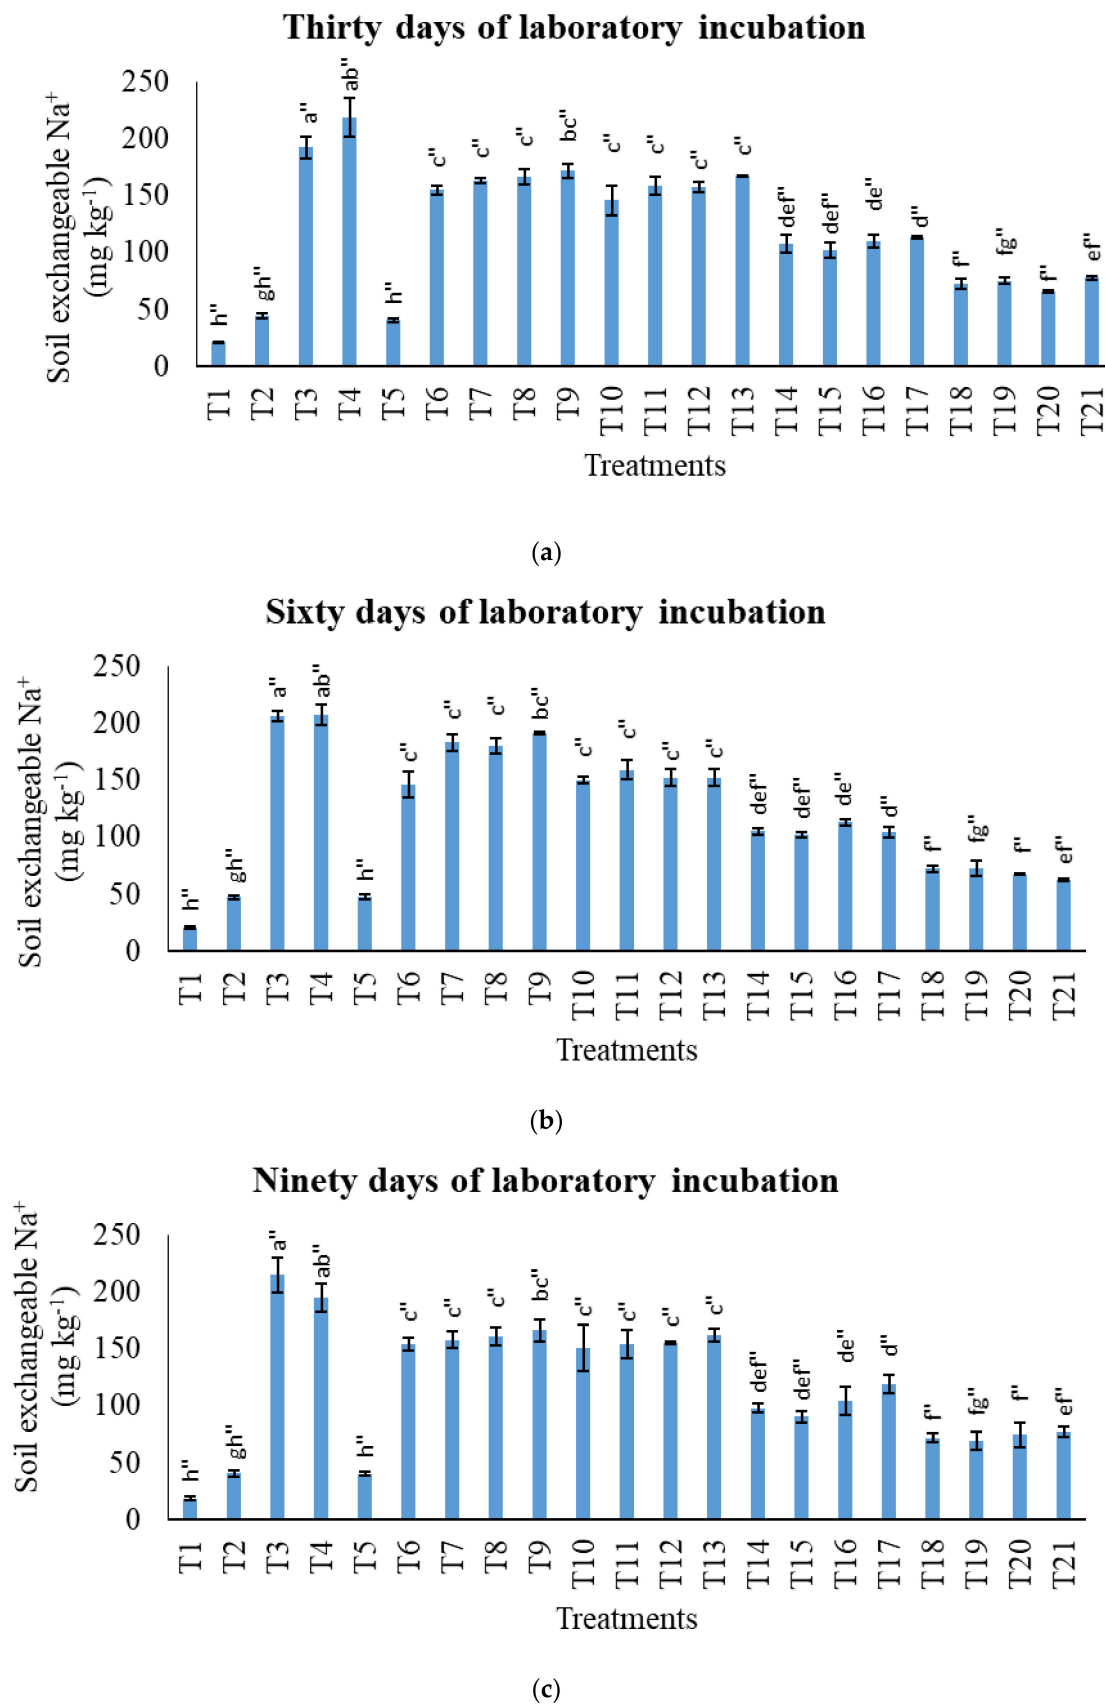 Thirty days of laboratory incubation
Soil exchangeable Na⁺
(mg kg⁻¹)
250
200
150
100
50
0
h" gh" a" ab" h" c" c" c" bc" c" c" c" c" def" def" de" d" f" fg" f" ef"
T1 T2 T3 T4 T5 T6 T7 T8 T9 T10 T11 T12 T13 T14 T15 T16 T17 T18 T19 T20 T21
Treatments
(a)
Sixty days of laboratory incubation
Soil exchangeable Na⁺
(mg kg⁻¹)
250
200
150
100
50
0
h" gh" a" ab" h" c" c" c" bc" c" c" c" c" def" def" de" d" f" fg" f" ef"
T1 T2 T3 T4 T5 T6 T7 T8 T9 T10 T11 T12 T13 T14 T15 T16 T17 T18 T19 T20 T21
Treatments
(b)
Ninety days of laboratory incubation
Soil exchangeable Na⁺
(mg kg⁻¹)
250
200
150
100
50
0
h" gh" a" ab" h" c" c" c" bc" c" c" c" c" def" def" de" d" f" fg" f" ef"
T1 T2 T3 T4 T5 T6 T7 T8 T9 T10 T11 T12 T13 T14 T15 T16 T17 T18 T19 T20 T21
Treatments
(c)